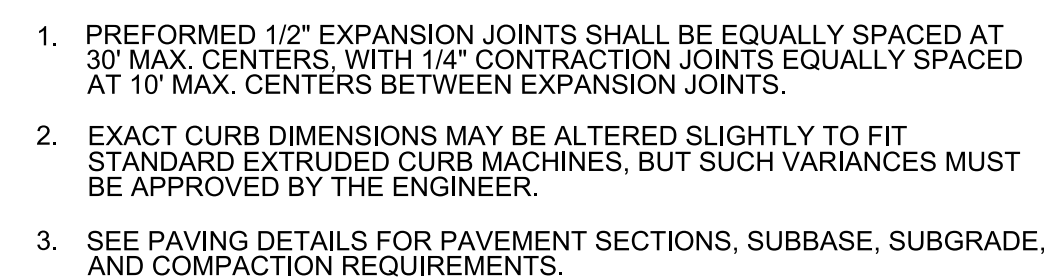 1. PREFORMED 1/2" EXPANSION JOINTS SHALL BE EQUALLY SPACED AT
30' MAX. CENTERS, WITH 1/4" CONTRACTION JOINTS EQUALLY SPACED
AT 10' MAX. CENTERS BETWEEN EXPANSION JOINTS.
2. EXACT CURB DIMENSIONS MAY BE ALTERED SLIGHTLY TO FIT
STANDARD EXTRUDED CURB MACHINES, BUT SUCH VARIANCES MUST
BE APPROVED BY THE ENGINEER.
3. SEE PAVING DETAILS FOR PAVEMENT SECTIONS, SUBBASE, SUBGRADE,
AND COMPACTION REQUIREMENTS.